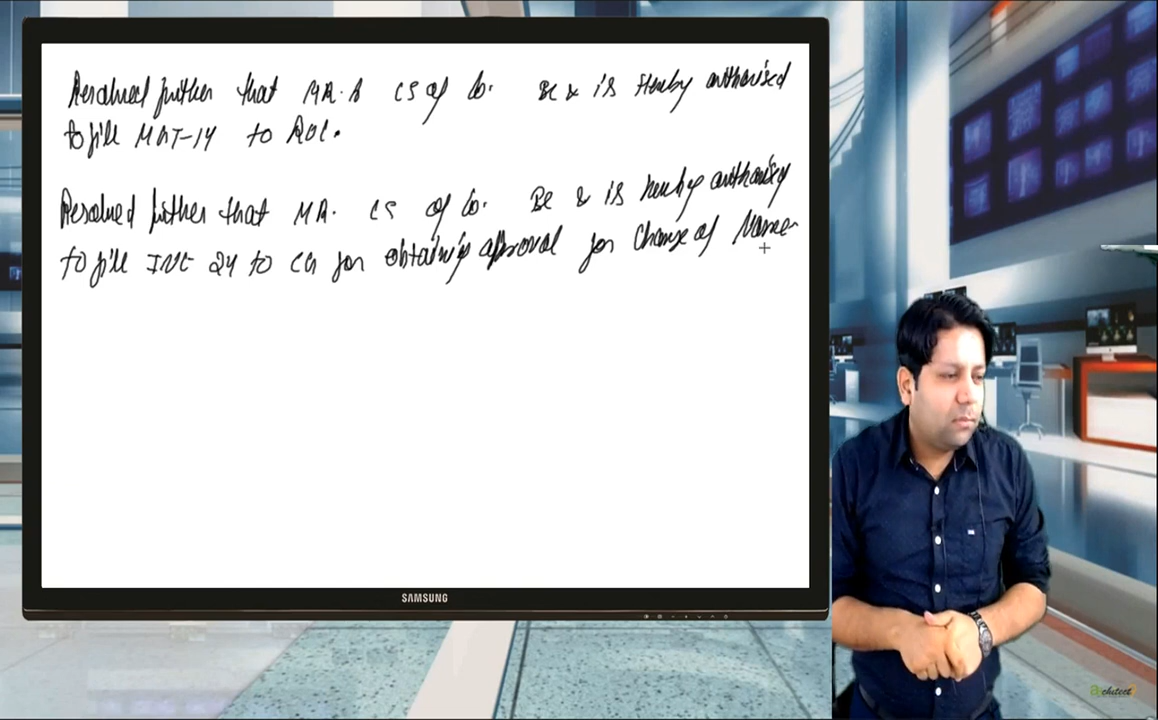 Resolved further that MR. A CS of Co. Be & is Hereby authorised
to file MGT-14 to ROC.
Resolved further that MR. CS of Co. Be & is hereby authorised
to file INC 24 to CG for obtaining approval for change of Name
SAMSUNG
architect